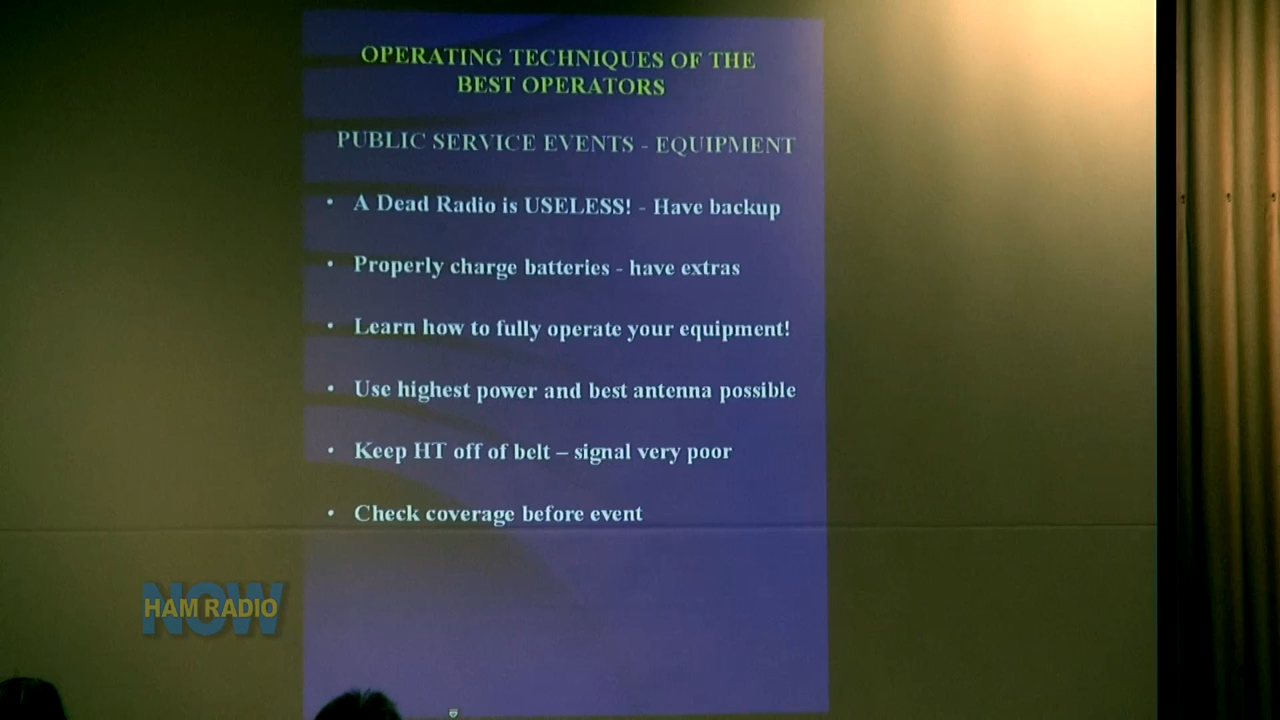 OPERATING TECHNIQUES OF THE
BEST OPERATORS
PUBLIC SERVICE EVENTS - EQUIPMENT
• A Dead Radio is USELESS! - Have backup
• Properly charge batteries - have extras
• Learn how to fully operate your equipment!
• Use highest power and best antenna possible
• Keep HT off of belt – signal very poor
• Check coverage before event
NOW
HAM RADIO